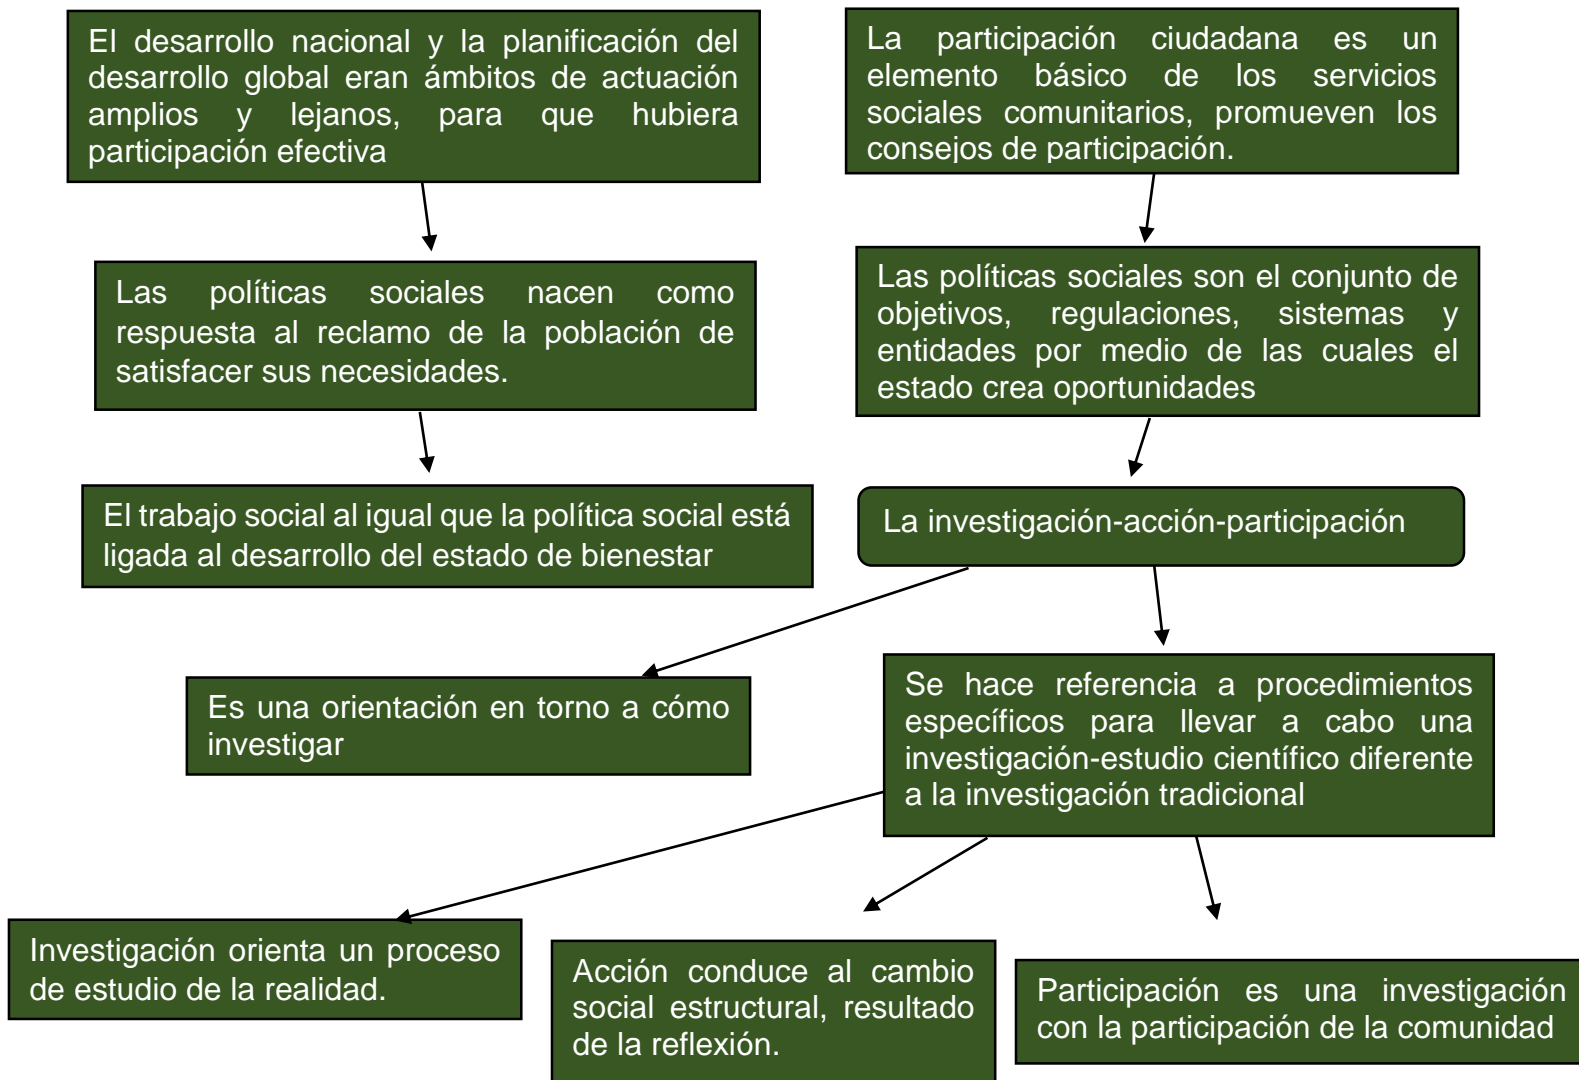 El desarrollo nacional y la planificación del
desarrollo global eran ámbitos de actuación
amplios y lejanos, para que hubiera
participación efectiva
La participación ciudadana es un
elemento básico de los servicios
sociales comunitarios, promueven los
consejos de participación.
Las políticas sociales nacen como
respuesta al reclamo de la población de
satisfacer sus necesidades.
Las políticas sociales son el conjunto de
objetivos, regulaciones, sistemas y
entidades por medio de las cuales el
estado crea oportunidades
El trabajo social al igual que la política social está
ligada al desarrollo del estado de bienestar
La investigación-acción-participación
Es una orientación en torno a cómo
investigar
Se hace referencia a procedimientos
específicos para llevar a cabo una
investigación-estudio científico diferente
a la investigación tradicional
Investigación orienta un proceso
de estudio de la realidad.
Acción conduce al cambio
social estructural, resultado
de la reflexión.
Participación es una investigación
con la participación de la comunidad